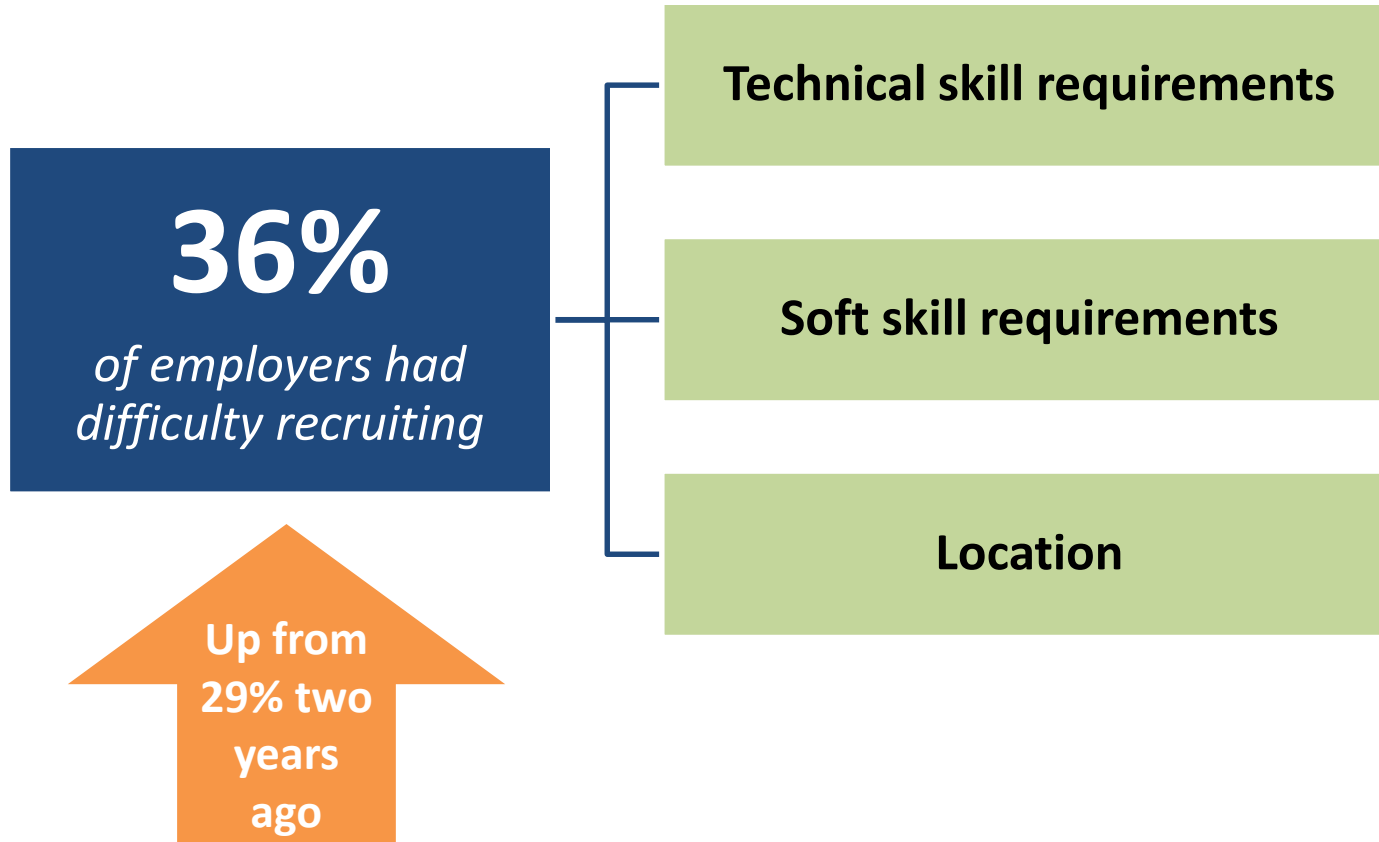 36%
of employers had
difficulty recruiting
Up from
29% two
years
ago
Technical skill requirements
Soft skill requirements
Location